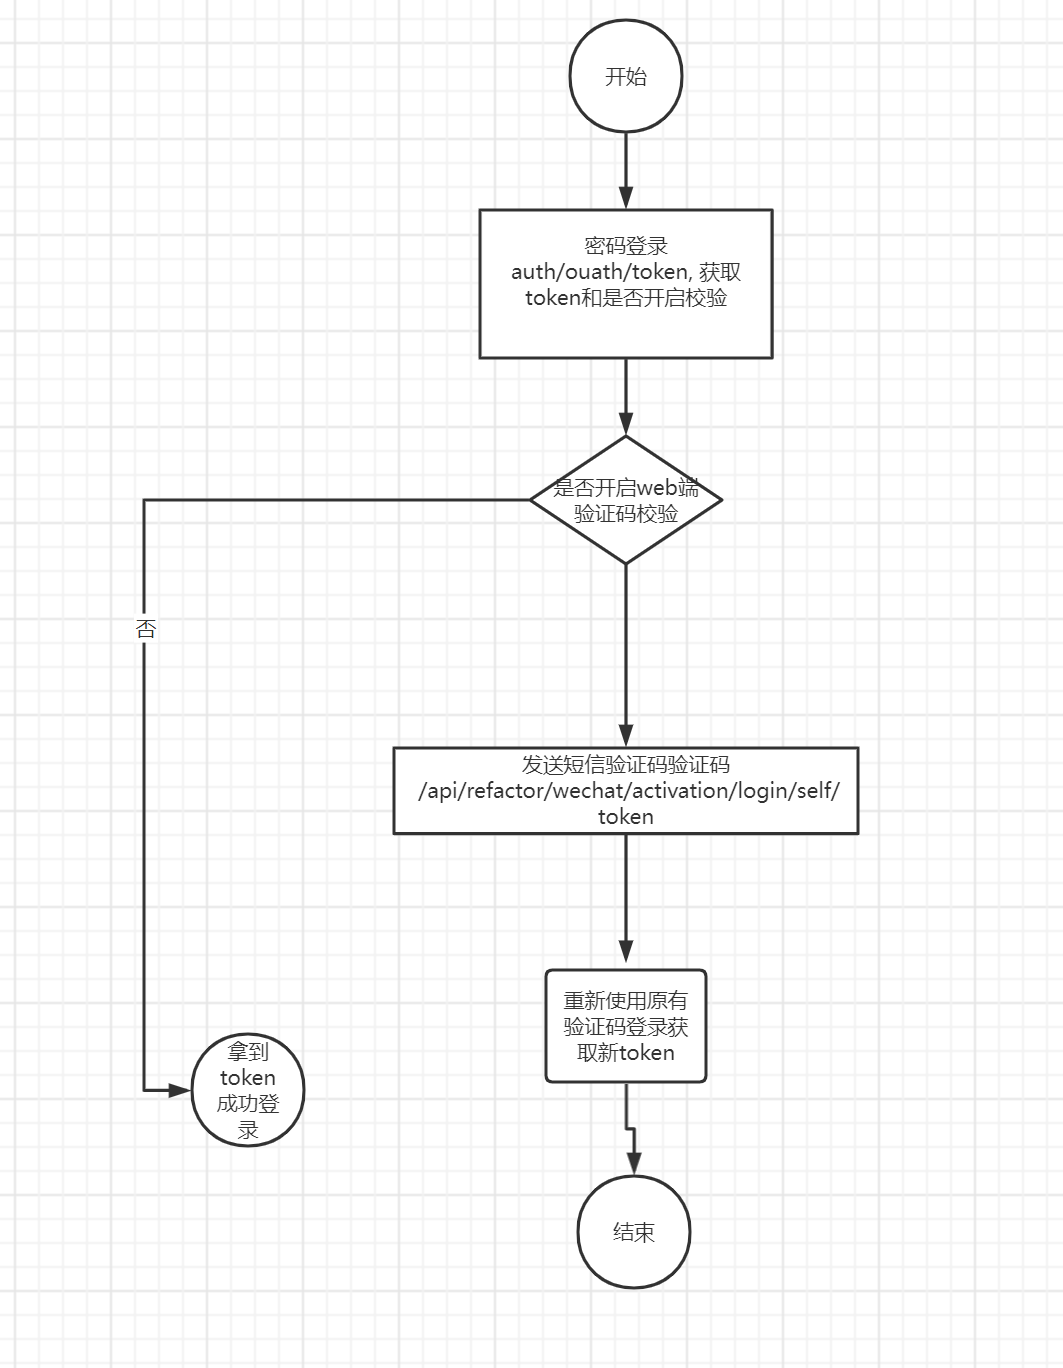 开始
密码登录
auth/ouath/token, 获取
token和是否开启校验
是否开启web端
验证码校验
否
发送短信验证码验证码
/api/refactor/wechat/activation/login/self/
token
重新使用原有
验证码登录获
取新token
拿到
token
成功登
录
结束